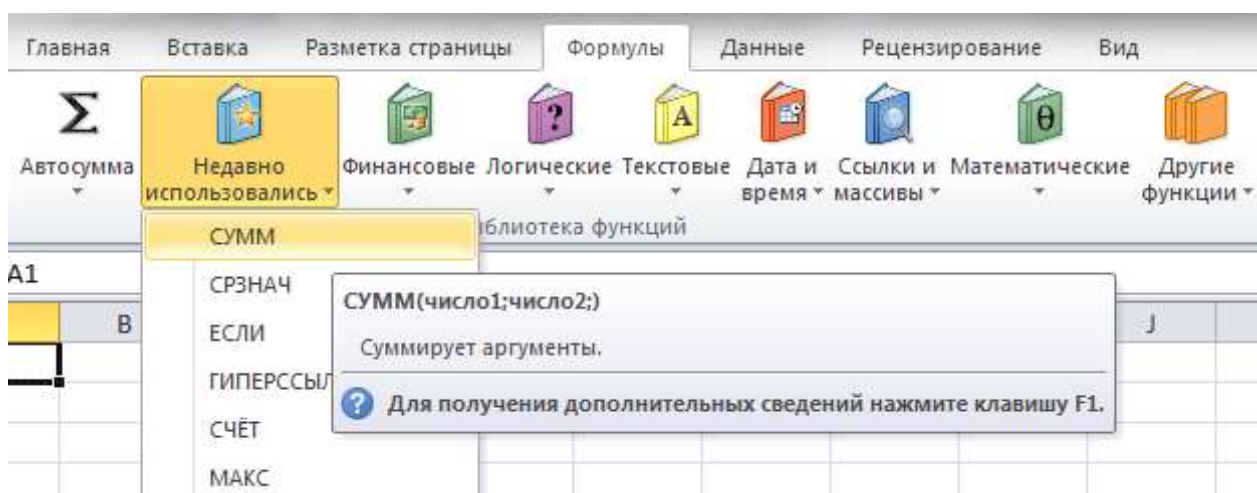 Главная Вставка Разметка страницы Формулы Данные Рецензирование Вид
Σ ? A θ
Автосумма Недавно использовались Финансовые Логические Текстовые Дата и время Ссылки и массивы Математические Другие функции
иблиотека функций
СУММ
A1
СРЗНАЧ
СУММ(число1;число2;)
B J
ЕСЛИ
Суммирует аргументы.
ГИПЕРССЫЛ
? Для получения дополнительных сведений нажмите клавишу F1.
СЧЁТ
МАКС